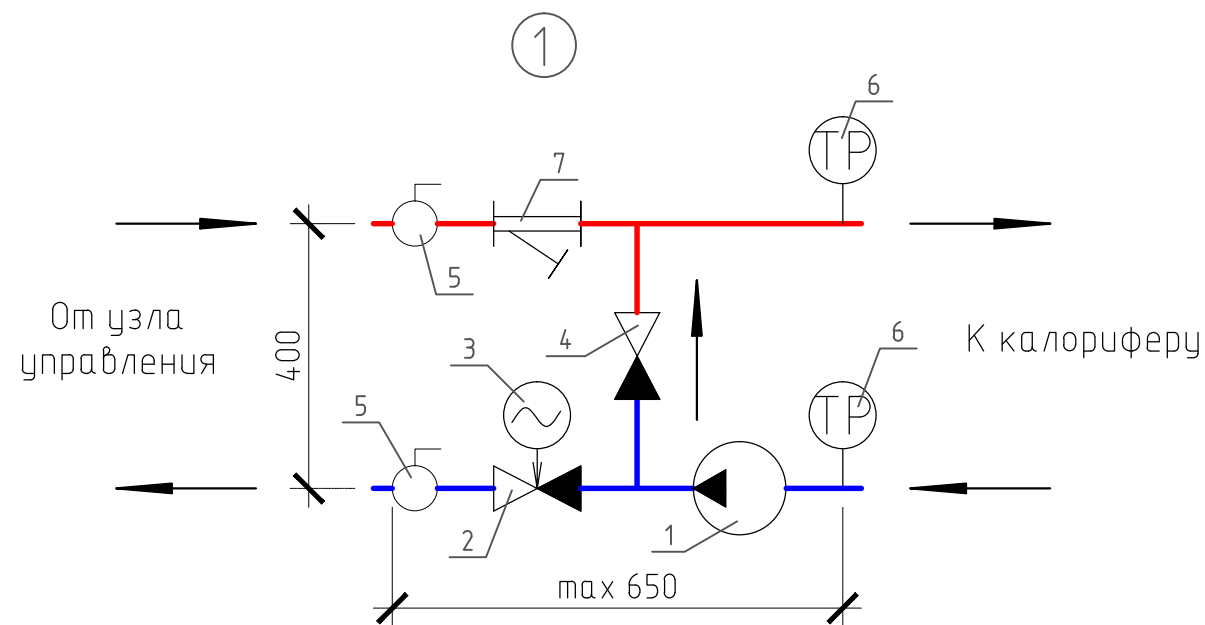 1
6
ТР
7
5
От узла
управления
400
4
3
6
К калориферу
5
ТР
2
1
max 650